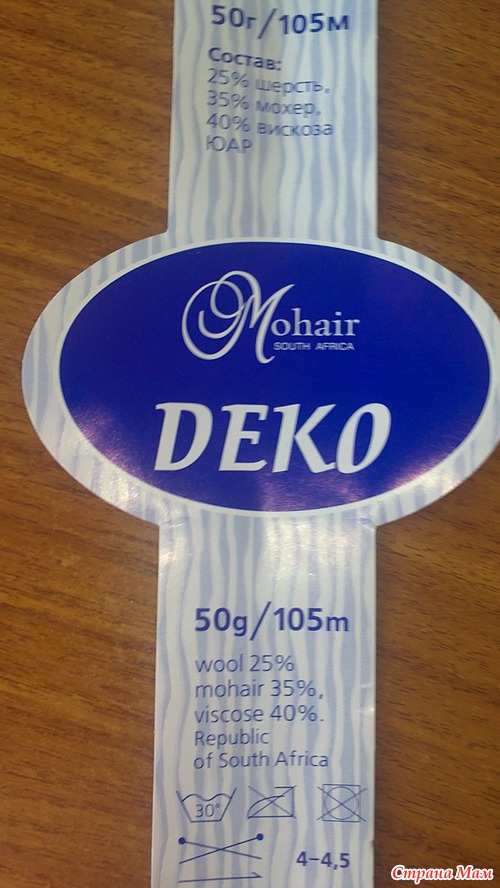 50г/105м
Состав:
25% шерсть,
35% мохер,
40% вискоза
ЮАР
Mohair
SOUTH AFRICA
DEKO
50g/105m
wool 25%
mohair 35%,
viscose 40%.
Republic
of South Africa
30°
4-4,5
Страна Мам